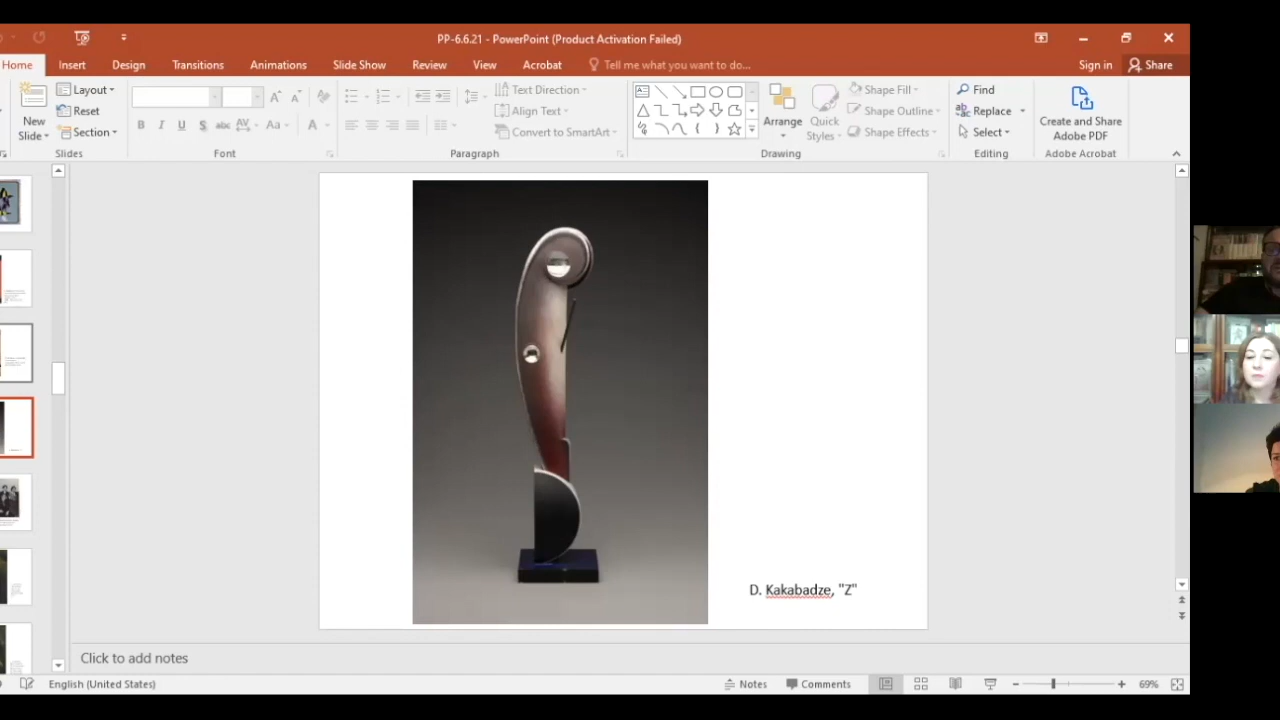 PP-6.6.21 - PowerPoint (Product Activation Failed)
Home Insert Design Transitions Animations Slide Show Review View Acrobat Tell me what you want to do... Sign in Share
New Slide
Layout
Reset
Section
Slides
B I U S abc AV Aa A
Font
Text Direction
Align Text
Convert to SmartArt
Paragraph
Arrange
Quick Styles
Shape Fill
Shape Outline
Shape Effects
Drawing
Find
Replace
Select
Editing
Create and Share
Adobe PDF
Adobe Acrobat
D. Kakabadze, "Z"
Click to add notes
English (United States) Notes Comments 69%